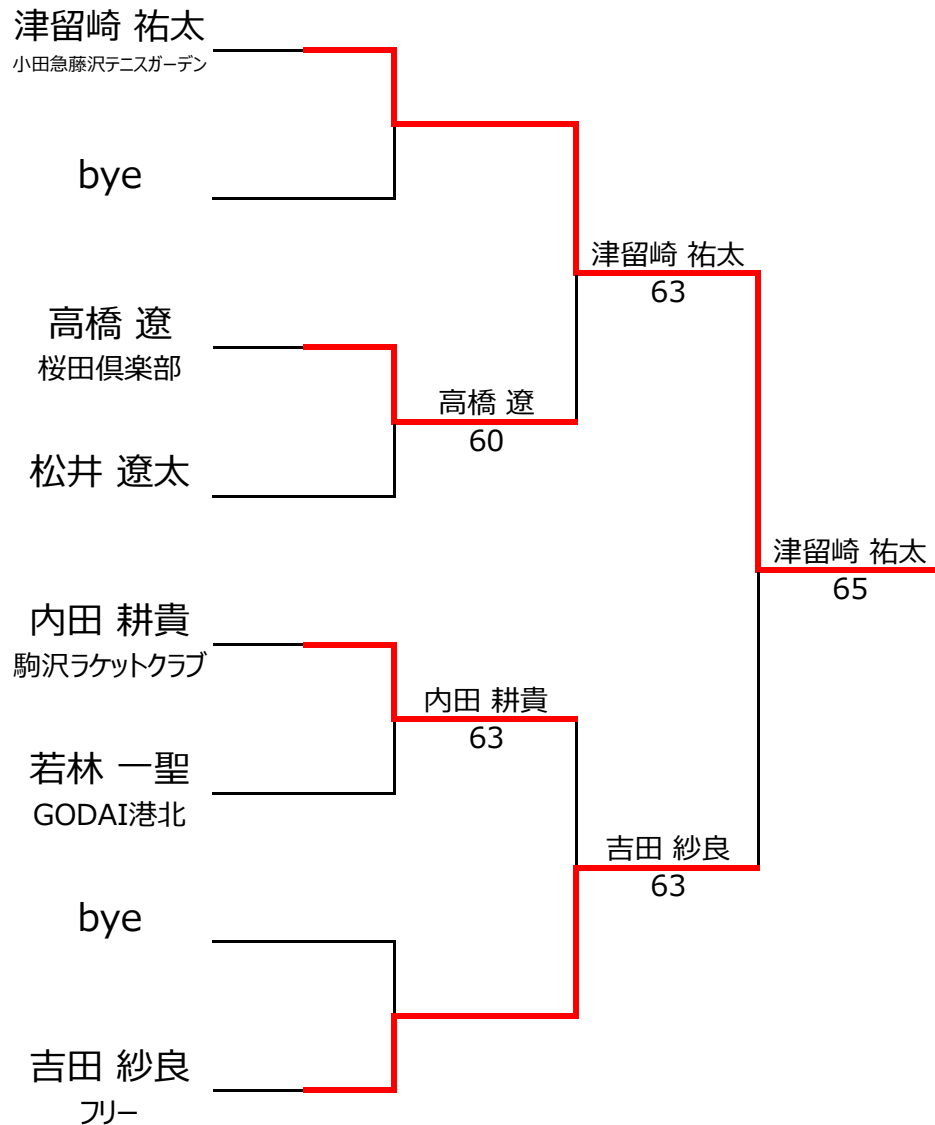 津留崎 祐太
小田急藤沢テニスガーデン
bye
津留崎 祐太
63
高橋 遼
桜田倶楽部
高橋 遼
60
松井 遼太
津留崎 祐太
65
内田 耕貴
駒沢ラケットクラブ
内田 耕貴
63
若林 一聖
GODAI港北
吉田 紗良
63
bye
吉田 紗良
フリー